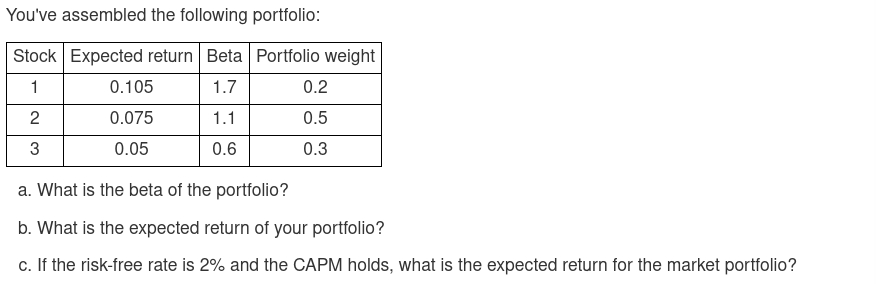 You've assembled the following portfolio:
Stock Expected return Beta Portfolio weight
1 0.105 1.7 0.2
2 0.075 1.1 0.5
3 0.05 0.6 0.3
a. What is the beta of the portfolio?
b. What is the expected return of your portfolio?
c. If the risk-free rate is 2% and the CAPM holds, what is the expected return for the market portfolio?